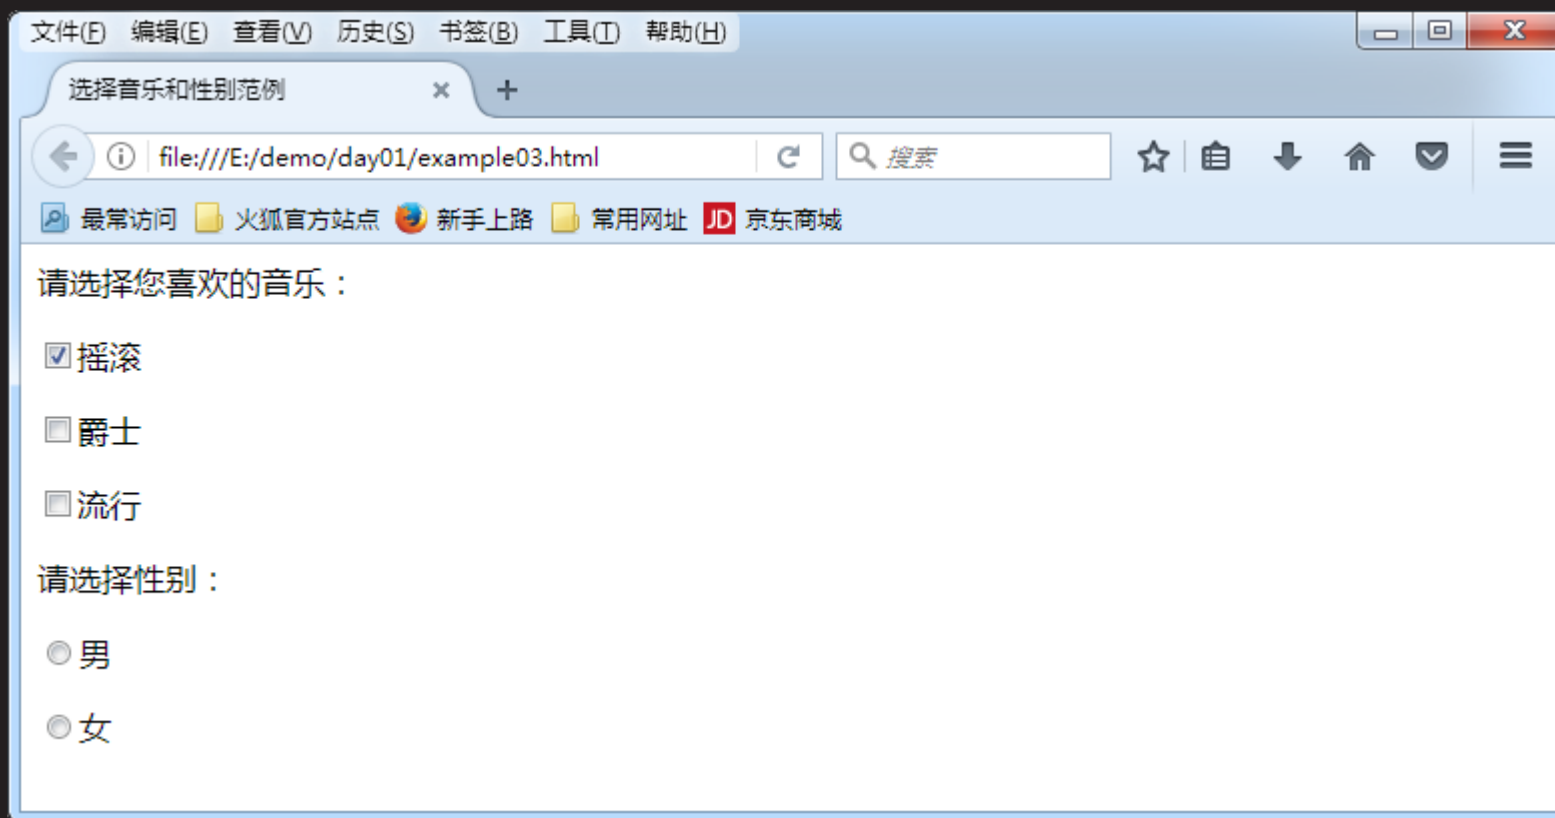 文件(F) 编辑(E) 查看(V) 历史(S) 书签(B) 工具(T) 帮助(H)
选择音乐和性别范例
file:///E:/demo/day01/example03.html 搜索
最常访问 火狐官方站点 新手上路 常用网址 JD 京东商城
请选择您喜欢的音乐：
摇滚
爵士
流行
请选择性别：
男
女